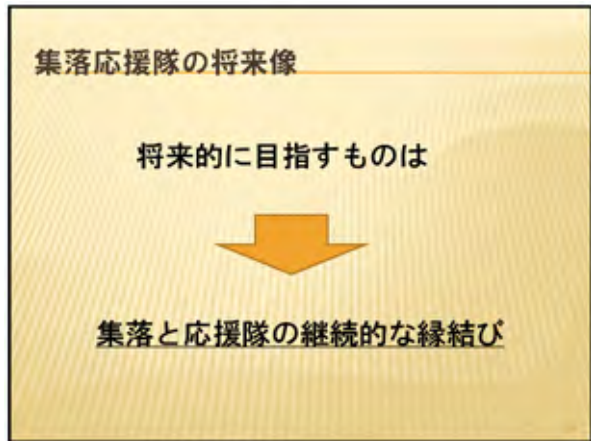 集落応援隊の将来像
将来的に目指すものは
集落と応援隊の継続的な縁結び